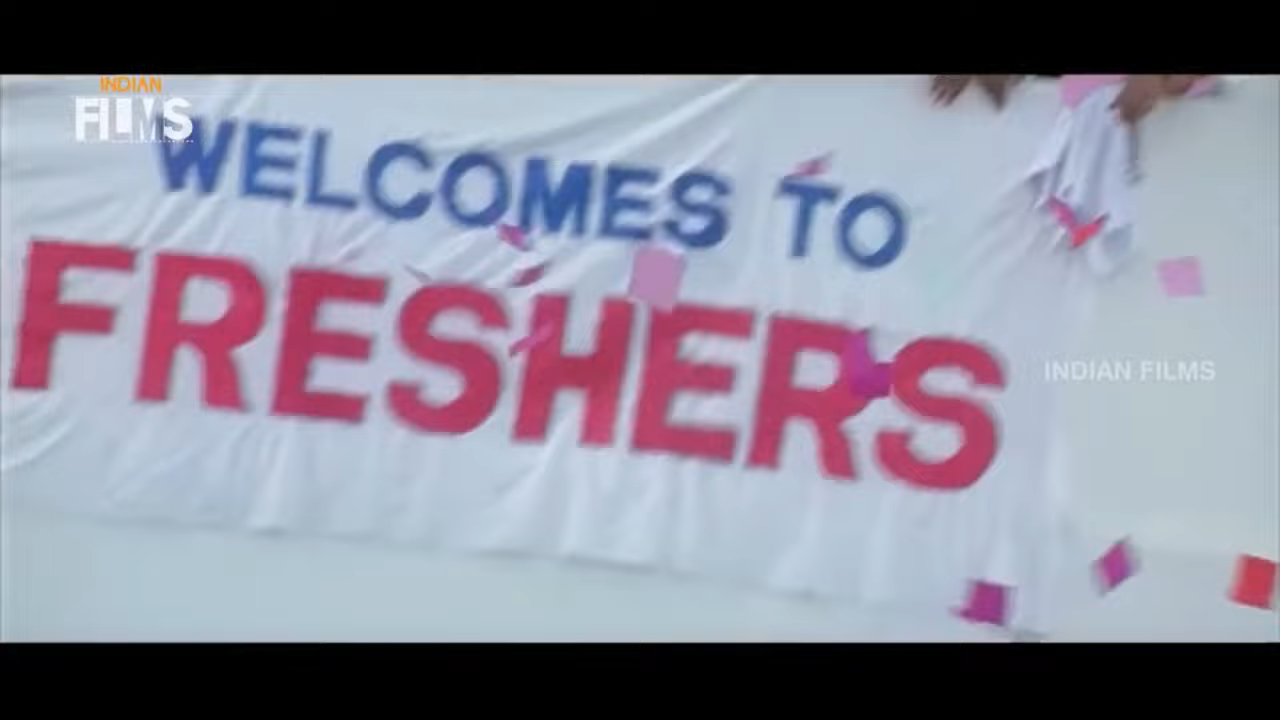 INDIAN
FILMS
WELCOMES TO
FRESHERS
INDIAN FILMS